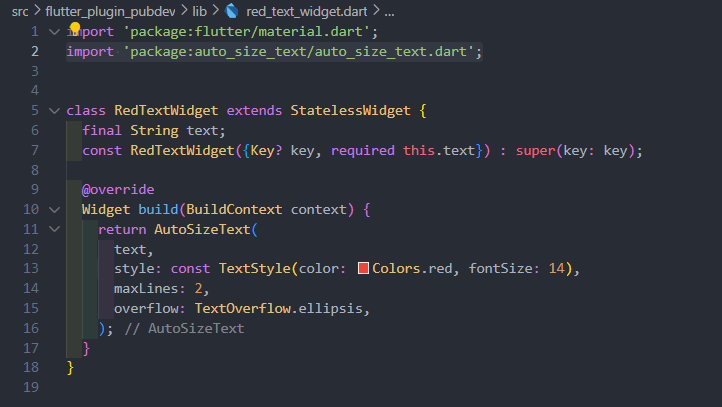 src > flutter_plugin_pubdev > lib > red_text_widget.dart > ...
1 import 'package:flutter/material.dart';
2 import 'package:auto_size_text/auto_size_text.dart';
3
4
5 class RedTextWidget extends StatelessWidget {
6   final String text;
7   const RedTextWidget({Key? key, required this.text}) : super(key: key);
8
9   @override
10   Widget build(BuildContext context) {
11     return AutoSizeText(
12       text,
13       style: const TextStyle(color: Colors.red, fontSize: 14),
14       maxLines: 2,
15       overflow: TextOverflow.ellipsis,
16     ); // AutoSizeText
17   }
18 }
19